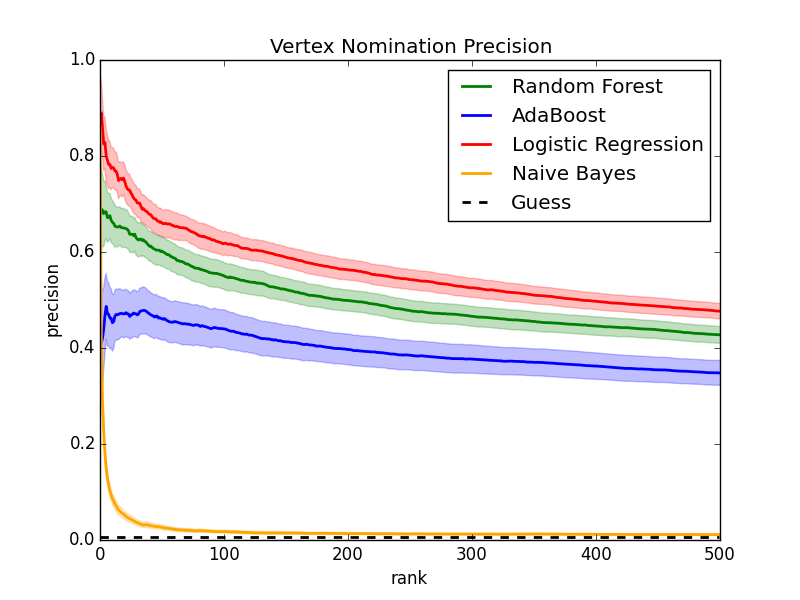 Vertex Nomination Precision
1.0
0.8
0.6
0.4
0.2
0.0
precision
Random Forest
AdaBoost
Logistic Regression
Naive Bayes
Guess
0 100 200 300 400 500
rank